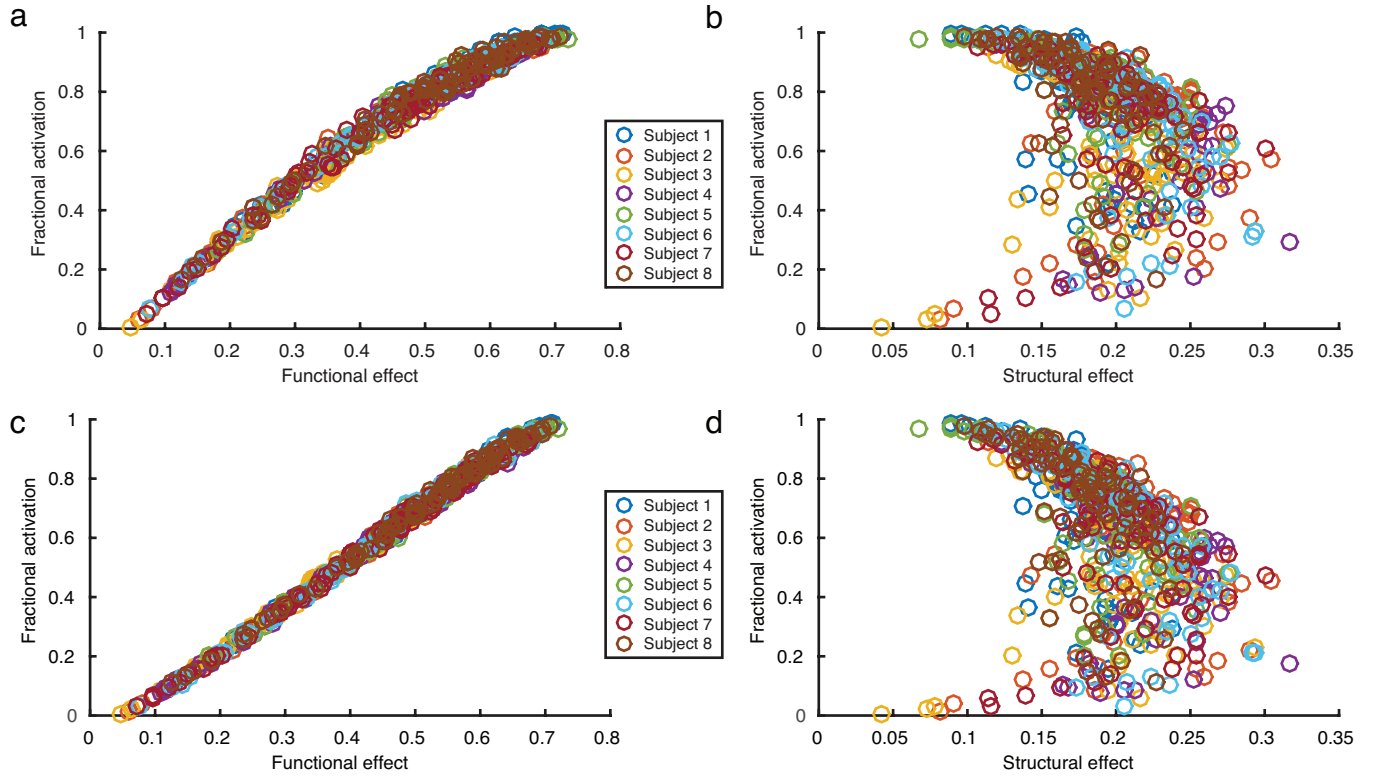 a
Fractional activation
1
0.8
0.6
0.4
0.2
0
0 0.1 0.2 0.3 0.4 0.5 0.6 0.7 0.8
Functional effect
Subject 1
Subject 2
Subject 3
Subject 4
Subject 5
Subject 6
Subject 7
Subject 8
b
Fractional activation
1
0.8
0.6
0.4
0.2
0
0 0.05 0.1 0.15 0.2 0.25 0.3 0.35
Structural effect
c
Fractional activation
1
0.8
0.6
0.4
0.2
0
0 0.1 0.2 0.3 0.4 0.5 0.6 0.7 0.8
Functional effect
Subject 1
Subject 2
Subject 3
Subject 4
Subject 5
Subject 6
Subject 7
Subject 8
d
Fractional activation
1
0.8
0.6
0.4
0.2
0
0 0.05 0.1 0.15 0.2 0.25 0.3 0.35
Structural effect